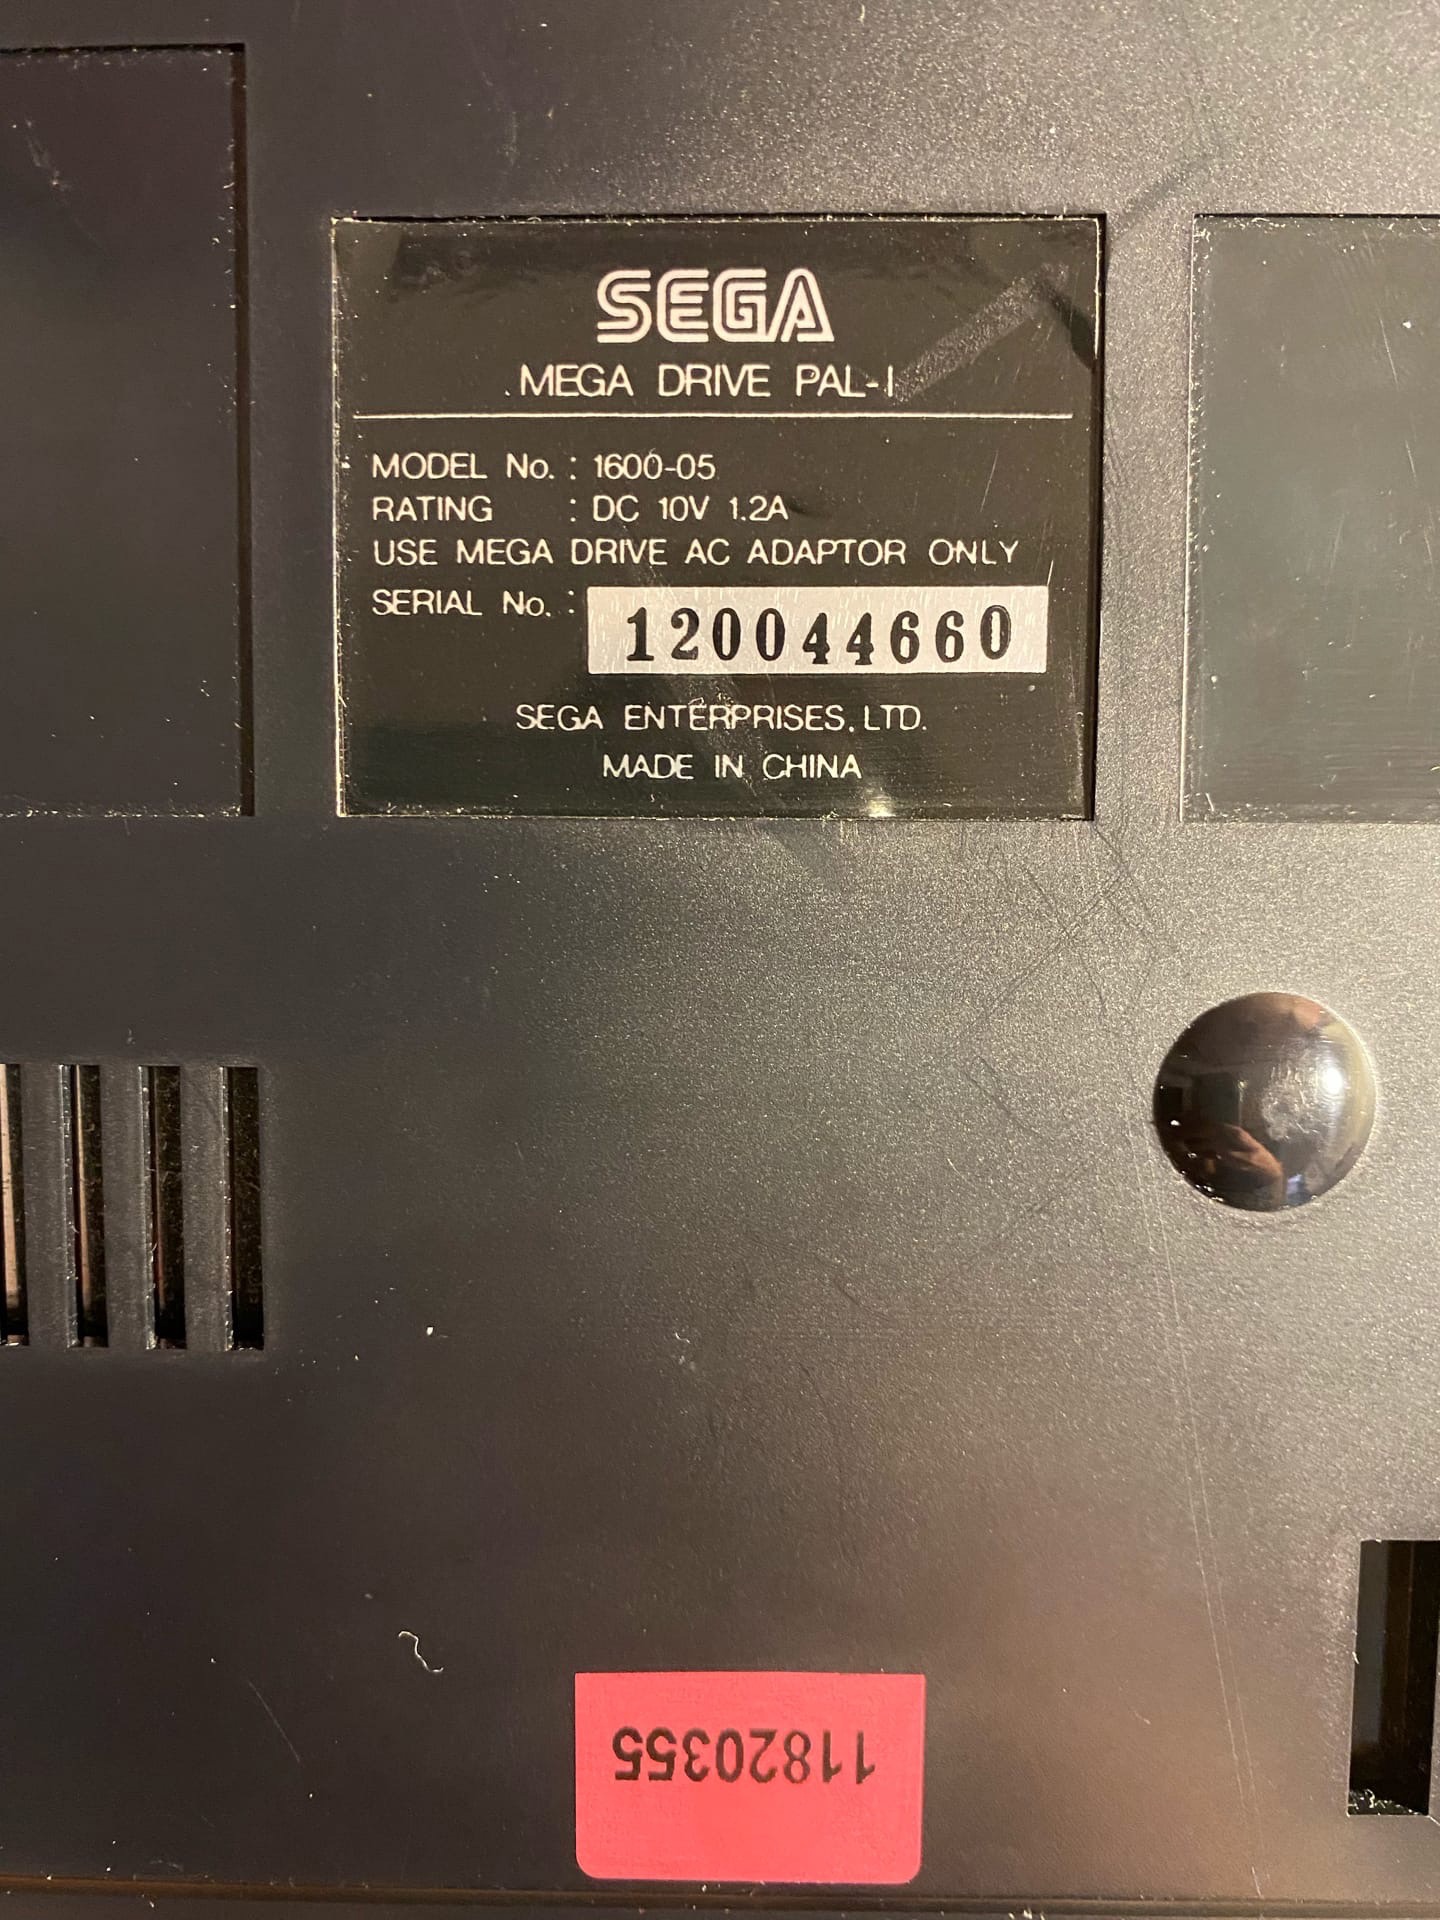 SEGA
MEGA DRIVE PAL-I
MODEL No. : 1600-05
RATING : DC 10V 1.2A
USE MEGA DRIVE AC ADAPTOR ONLY
SERIAL No. : 120044660
SEGA ENTERPRISES, LTD.
MADE IN CHINA
11820355